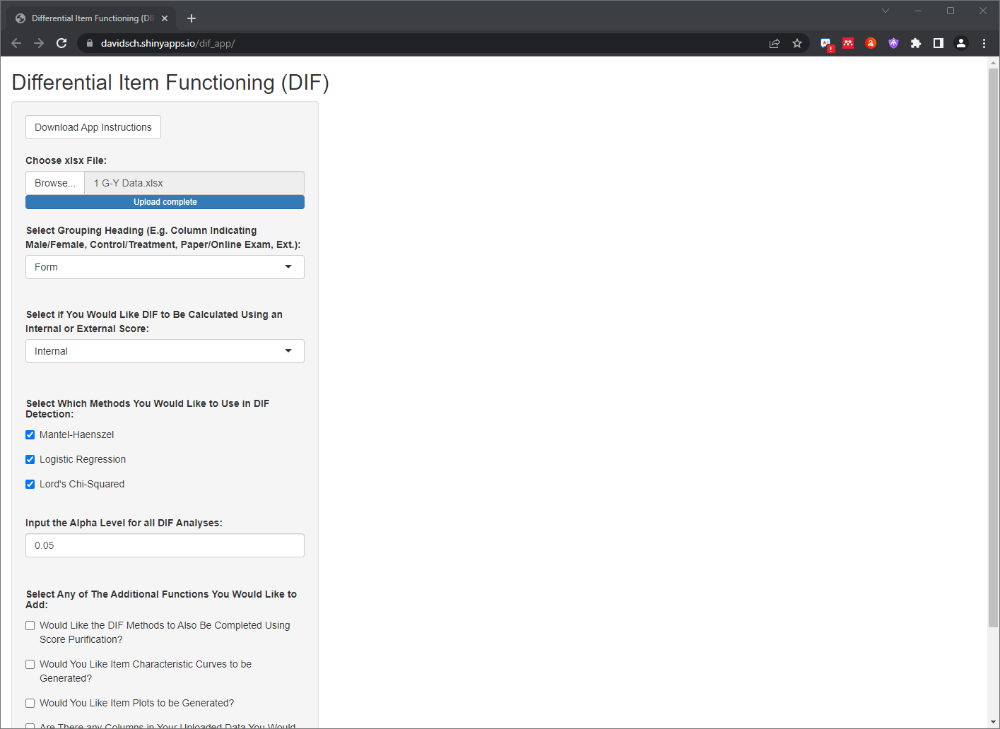 Differential Item Functioning (DIF
davidsch.shinyapps.io/dif_app/
Differential Item Functioning (DIF)
Download App Instructions
Choose xlsx File:
Browse... 1 G-Y Data.xlsx
Upload complete
Select Grouping Heading (E.g. Column Indicating
Male/Female, Control/Treatment, Paper/Online Exam, Ext.):
Form
Select if You Would Like DIF to Be Calculated Using an
Internal or External Score:
Internal
Select Which Methods You Would Like to Use in DIF
Detection:
Mantel-Haenszel
Logistic Regression
Lord's Chi-Squared
Input the Alpha Level for all DIF Analyses:
0.05
Select Any of The Additional Functions You Would Like to
Add:
Would Like the DIF Methods to Also Be Completed Using
Score Purification?
Would You Like Item Characteristic Curves to be
Generated?
Would You Like Item Plots to be Generated?
Are There any Columns in Your Uploaded Data You Would